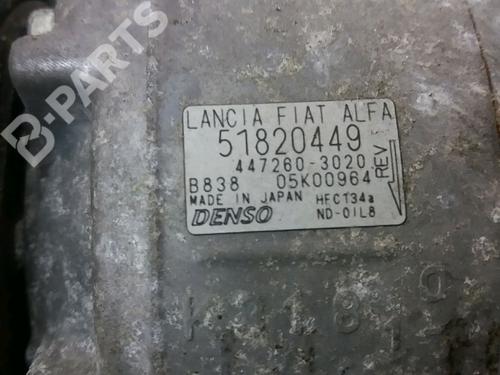 B-PARTS
LANCIA FIAT ALFA
51820449
447260-3020
REV
B838 05K00964
MADE IN JAPAN HFC134a
DENSO ND-OIL8